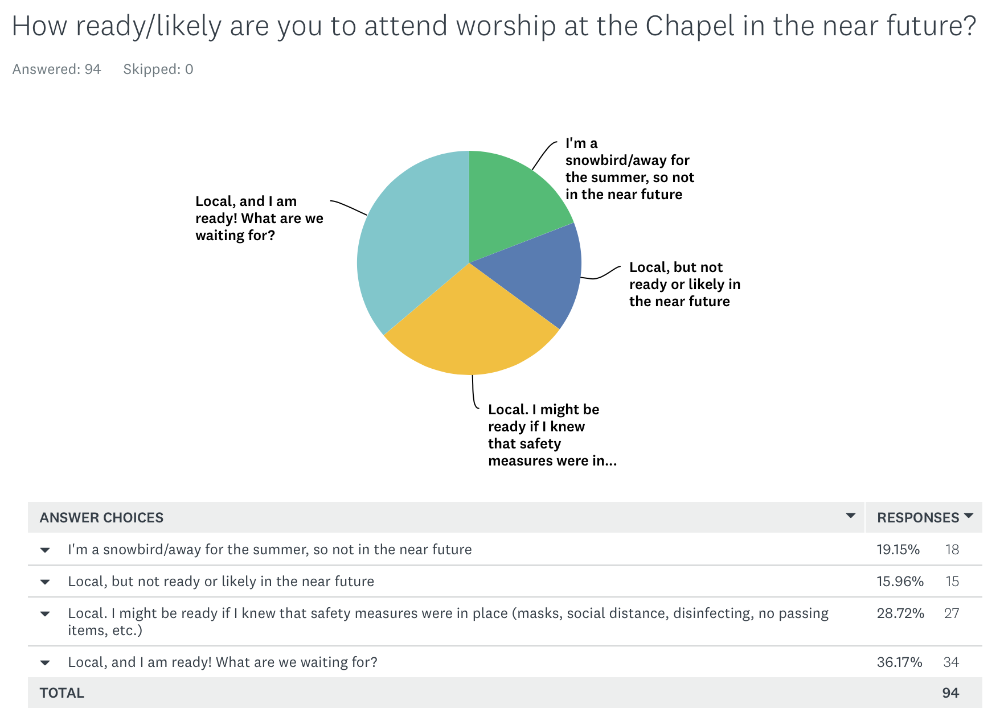 How ready/likely are you to attend worship at the Chapel in the near future?
Answered: 94 Skipped: 0
I'm a
snowbird/away for
the summer, so not
in the near future
Local, and I am
ready! What are we
waiting for?
Local, but not
ready or likely in
the near future
Local. I might be
ready if I knew
that safety
measures were in...
ANSWER CHOICES RESPONSES
I'm a snowbird/away for the summer, so not in the near future 19.15% 18
Local, but not ready or likely in the near future 15.96% 15
Local. I might be ready if I knew that safety measures were in place (masks, social distance, disinfecting, no passing 28.72% 27
items, etc.)
Local, and I am ready! What are we waiting for? 36.17% 34
TOTAL 94